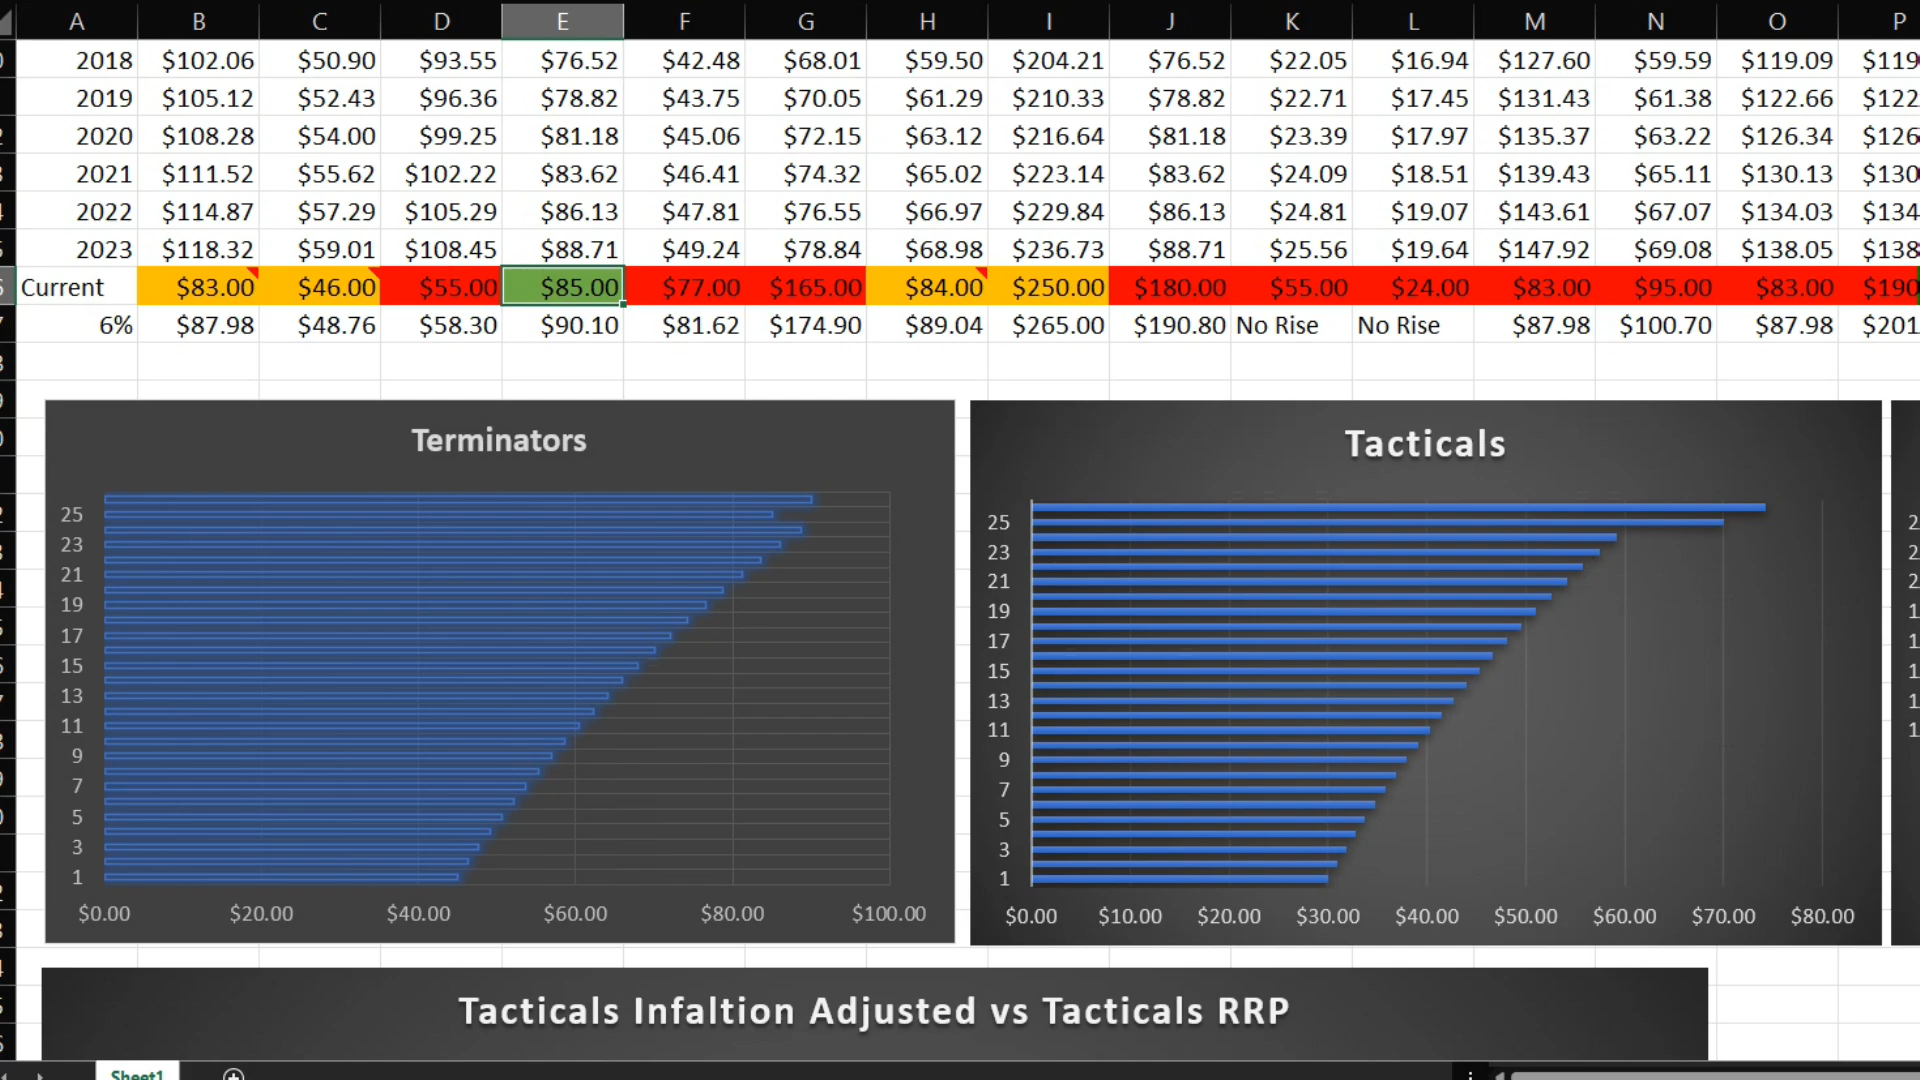 A B C D E F G H I J K L M N O P
2018 $102.06 $50.90 $93.55 $76.52 $42.48 $68.01 $59.50 $204.21 $76.52 $22.05 $16.94 $127.60 $59.59 $119.09 $119
2019 $105.12 $52.43 $96.36 $78.82 $43.75 $70.05 $61.29 $210.33 $78.82 $22.71 $17.45 $131.43 $61.38 $122.66 $122
2020 $108.28 $54.00 $99.25 $81.18 $45.06 $72.15 $63.12 $216.64 $81.18 $23.39 $17.97 $135.37 $63.22 $126.34 $126
2021 $111.52 $55.62 $102.22 $83.62 $46.41 $74.32 $65.02 $223.14 $83.62 $24.09 $18.51 $139.43 $65.11 $130.13 $130
2022 $114.87 $57.29 $105.29 $86.13 $47.81 $76.55 $66.97 $229.84 $86.13 $24.81 $19.07 $143.61 $67.07 $134.03 $134
2023 $118.32 $59.01 $108.45 $88.71 $49.24 $78.84 $68.98 $236.73 $88.71 $25.56 $19.64 $147.92 $69.08 $138.05 $138
Current $83.00 $46.00 $55.00 $85.00 $77.00 $165.00 $84.00 $250.00 $180.00 $55.00 $24.00 $83.00 $95.00 $83.00 $190
6% $87.98 $48.76 $58.30 $90.10 $81.62 $174.90 $89.04 $265.00 $190.80 No Rise No Rise $87.98 $100.70 $87.98 $201
Terminators
25
23
21
19
17
15
13
11
9
7
5
3
1
$0.00 $20.00 $40.00 $60.00 $80.00 $100.00
Tacticals
25
23
21
19
17
15
13
11
9
7
5
3
1
$0.00 $10.00 $20.00 $30.00 $40.00 $50.00 $60.00 $70.00 $80.00
Tacticals Infaltion Adjusted vs Tacticals RRP
Sheet1